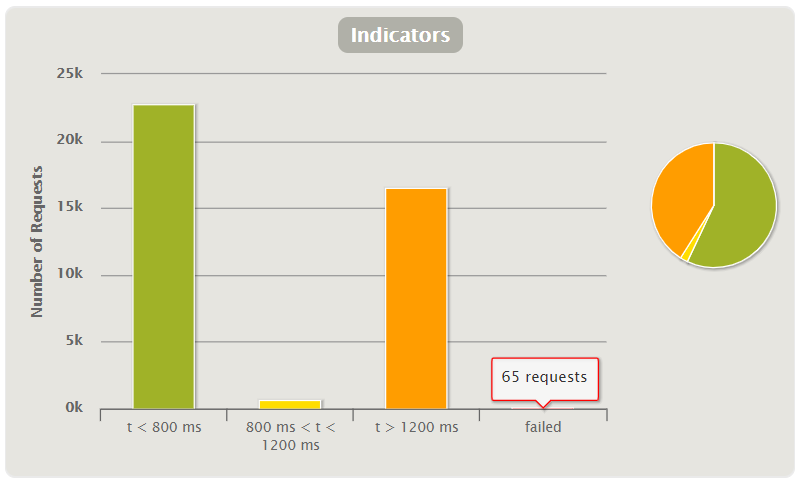 Indicators
25k
20k
15k
10k
5k
0k
Number of Requests
65 requests
t < 800 ms
800 ms < t <
1200 ms
t > 1200 ms
failed